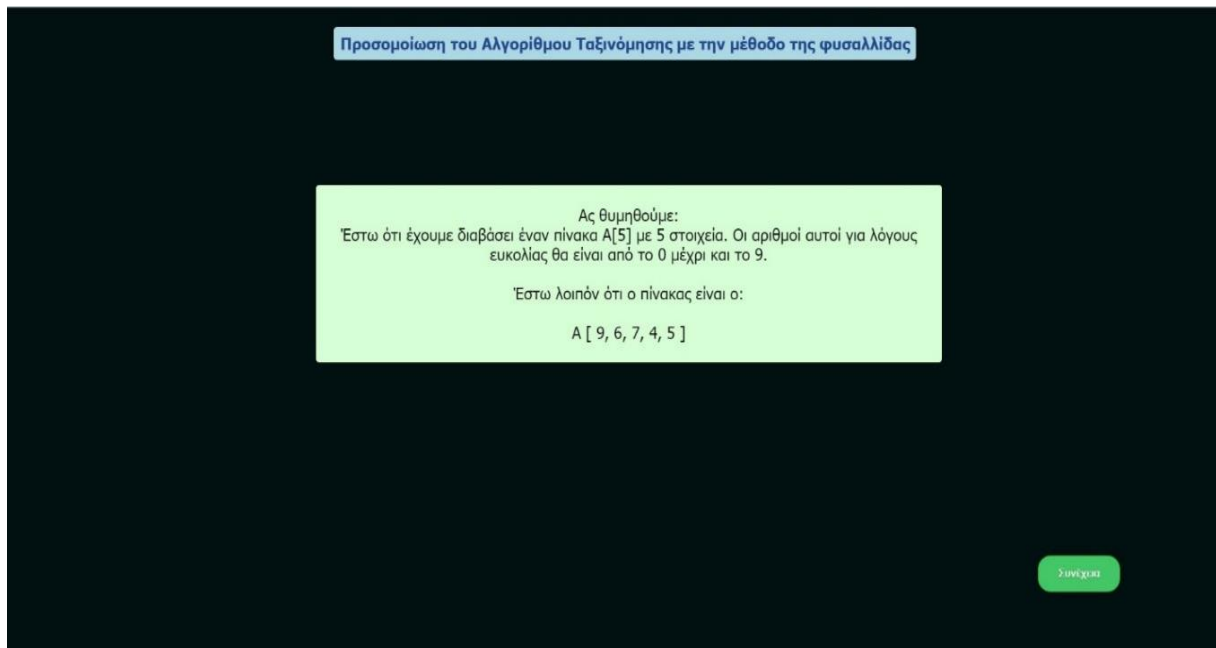 Προσομοίωση του Αλγορίθμου Ταξινόμησης με την μέθοδο της φυσαλλίδας
Ας θυμηθούμε:
Έστω ότι έχουμε διαβάσει έναν πίνακα Α[5] με 5 στοιχεία. Οι αριθμοί αυτοί για λόγους
ευκολίας θα είναι από το 0 μέχρι και το 9.
Έστω λοιπόν ότι ο πίνακας είναι ο:
Α [ 9, 6, 7, 4, 5 ]
Συνέχεια